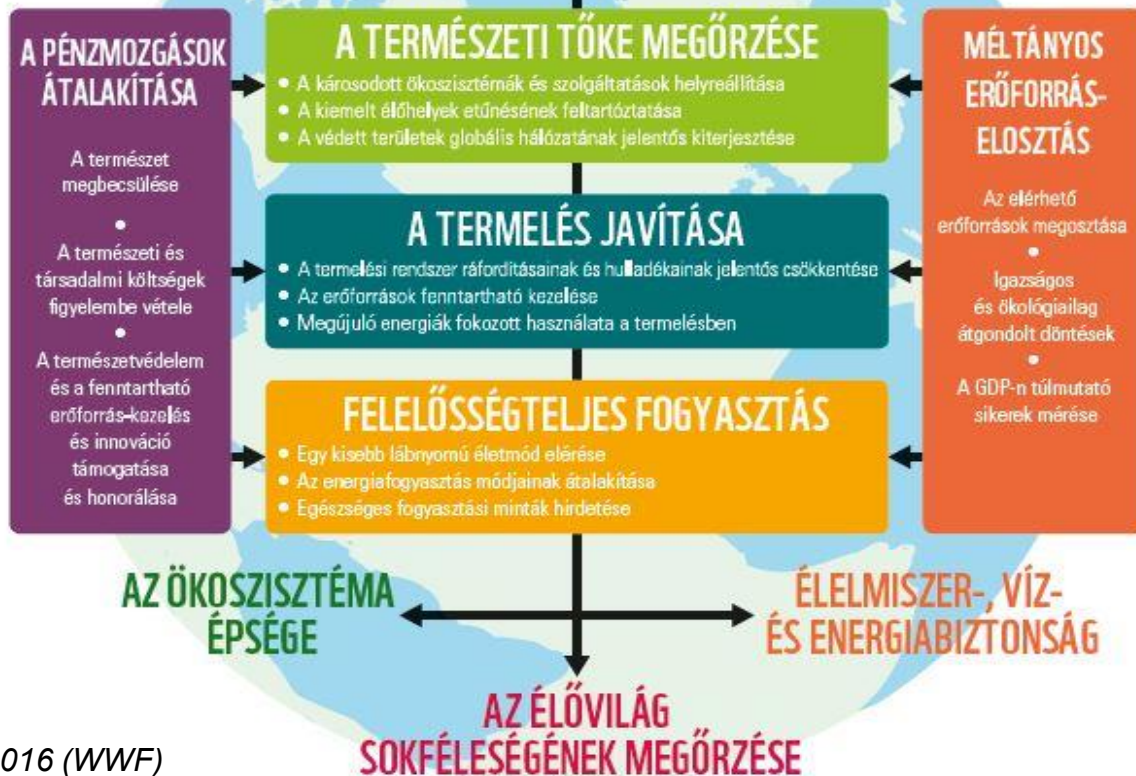 A PÉNZMOZGÁSOK
ÁTALAKÍTÁSA
A természet
megbecsülése
•
A természeti és
társadalmi költségek
figyelembe vétele
•
A természetvédelem
és a fenntartható
erőforrás-kezelés
és innováció
támogatása
és honorálása
A TERMÉSZETI TŐKE MEGŐRZÉSE
• A károsodott ökoszisztémák és szolgáltatások helyreállítása
• A kiemelt élőhelyek etűnésének feltartóztatása
• A védett területek globális hálózatának jelentős kiterjesztése
A TERMELÉS JAVÍTÁSA
• A termelési rendszer ráfordításainak és hulladékainak jelentős csökkentése
• Az erőforrások fenntartható kezelése
• Megújuló energiák fokozott használata a termelésben
FELELŐSSÉGTELJES FOGYASZTÁS
• Egy kisebb lábnyomú életmód elérése
• Az energiafogyasztás módjainak átalakítása
• Egészséges fogyasztási minták hirdetése
MÉLTÁNYOS
ERŐFORRÁS-
ELOSZTÁS
Az elérhető
erőforrások megosztása
•
Igazságos
és ökológiailag
átgondolt döntések
•
A GDP-n túlmutató
sikerek mérése
AZ ÖKOSZISZTÉMA
ÉPSÉGE
ÉLELMISZER-, VÍZ-
ÉS ENERGIABIZTONSÁG
AZ ÉLŐVILÁG
SOKFÉLESÉGÉNEK MEGŐRZÉSE
016 (WWF)